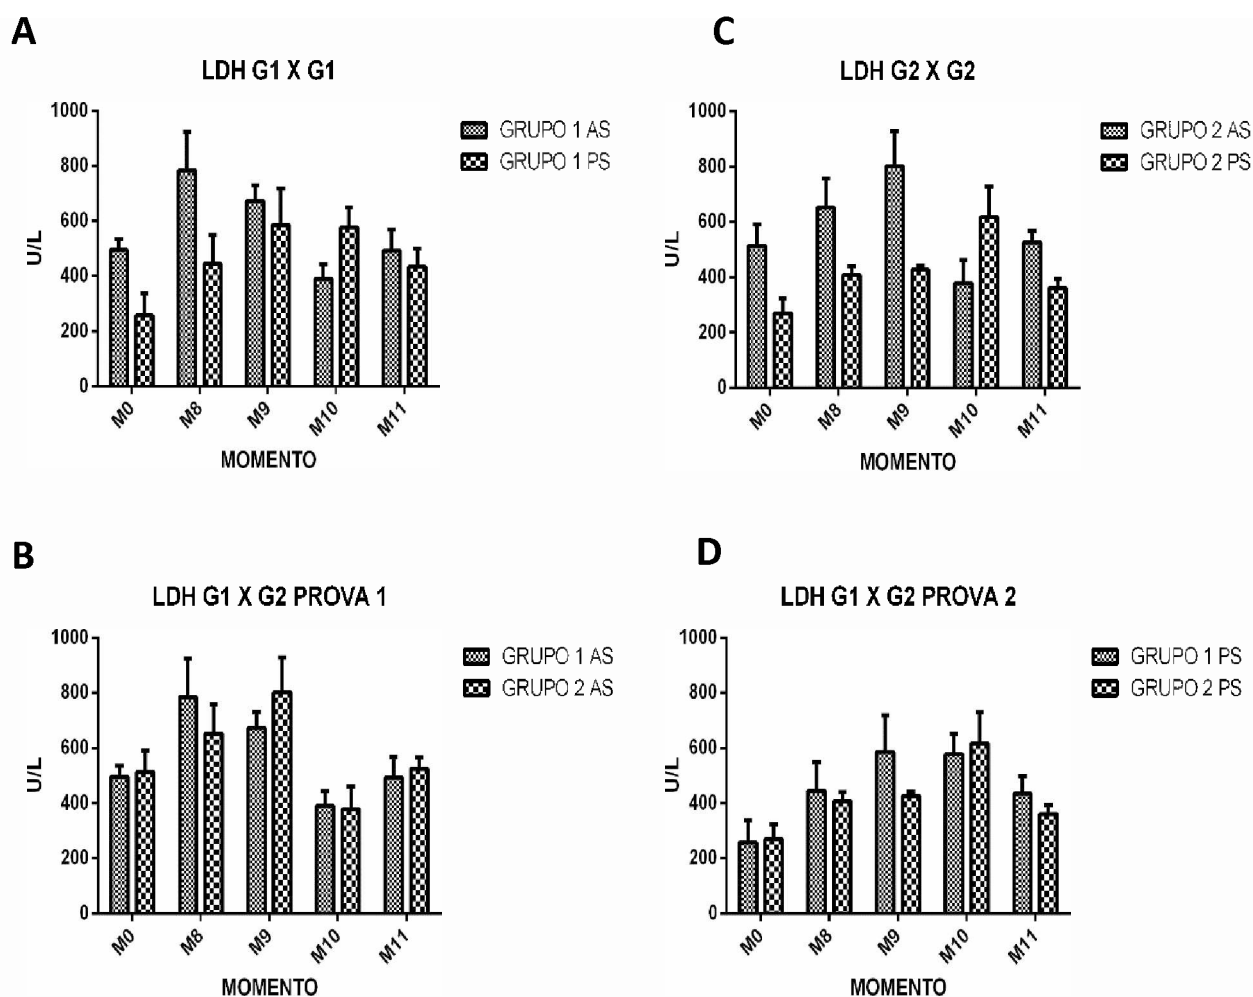 A
LDH G1 X G1
1000
800
600
400
200
0
U/L
M0
M8
M9
M10
M11
MOMENTO
GRUPO 1 AS
GRUPO 1 PS
C
LDH G2 X G2
1000
800
600
400
200
0
U/L
M0
M8
M9
M10
M11
MOMENTO
GRUPO 2 AS
GRUPO 2 PS
B
LDH G1 X G2 PROVA 1
1000
800
600
400
200
0
U/L
M0
M8
M9
M10
M11
MOMENTO
GRUPO 1 AS
GRUPO 2 AS
D
LDH G1 X G2 PROVA 2
1000
800
600
400
200
0
U/L
M0
M8
M9
M10
M11
MOMENTO
GRUPO 1 PS
GRUPO 2 PS